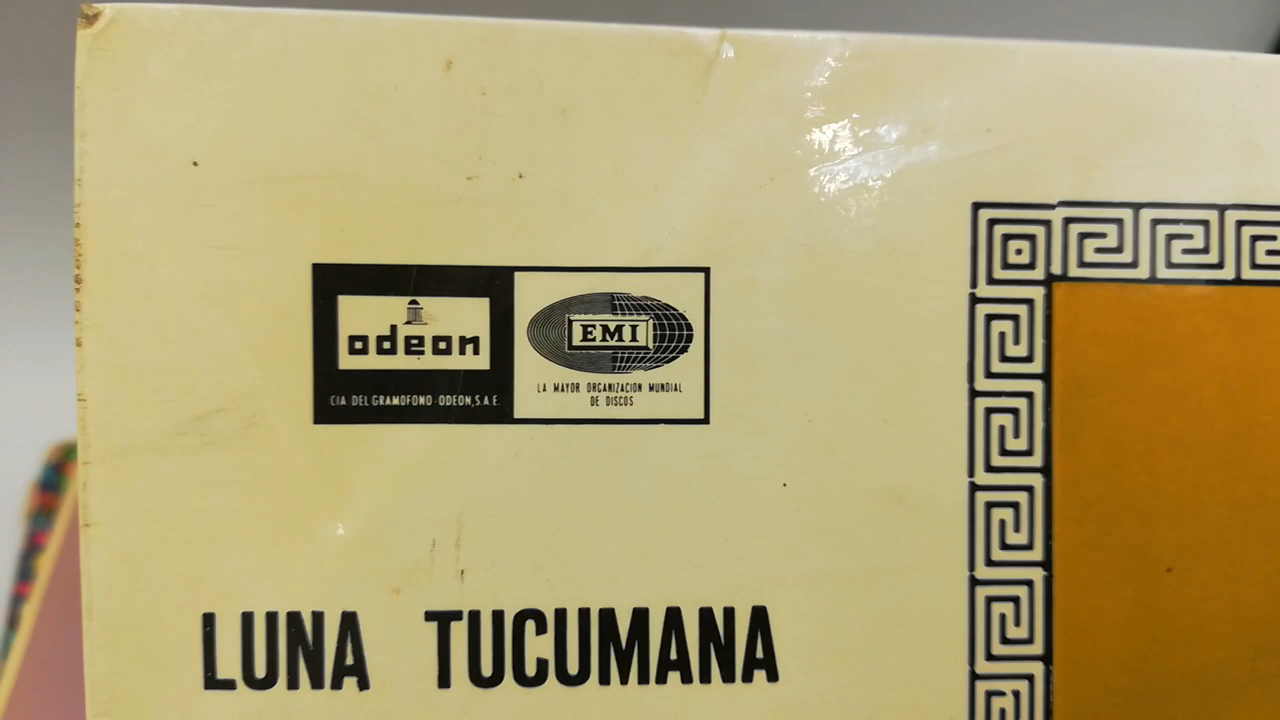 odeon
CIA DEL GRAMOFONO-ODEON, S.A.E.
EMI
LA MAYOR ORGANIZACION MUNDIAL
DE DISCOS
LUNA TUCUMANA